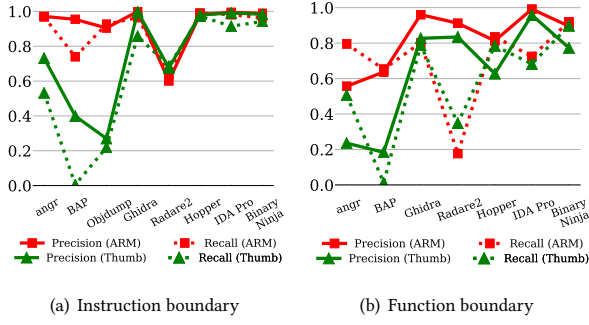 1.0
0.8
0.6
0.4
0.2
0.0
angr
BAP
Objdump
Ghidra
Radare2
Hopper
IDA Pro
Binary
Ninja
Precision (ARM)
Recall (ARM)
Precision (Thumb)
Recall (Thumb)
(a) Instruction boundary
1.0
0.8
0.6
0.4
0.2
0.0
angr
BAP
Ghidra
Radare2
Hopper
IDA Pro
Binary
Ninja
Precision (ARM)
Recall (ARM)
Precision (Thumb)
Recall (Thumb)
(b) Function boundary